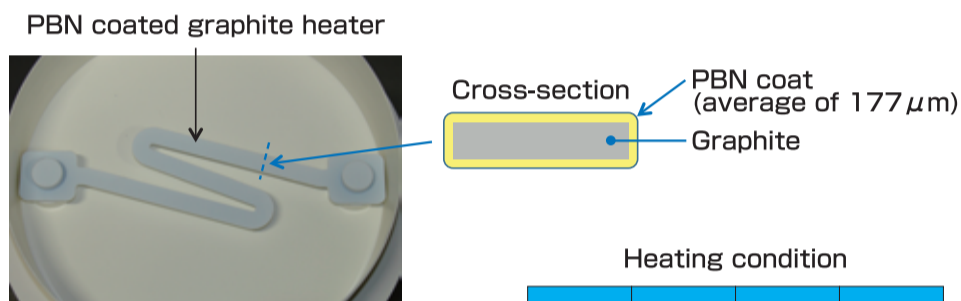 PBN coated graphite heater
Cross-section
PBN coat
(average of 177μm)
Graphite
Heating condition